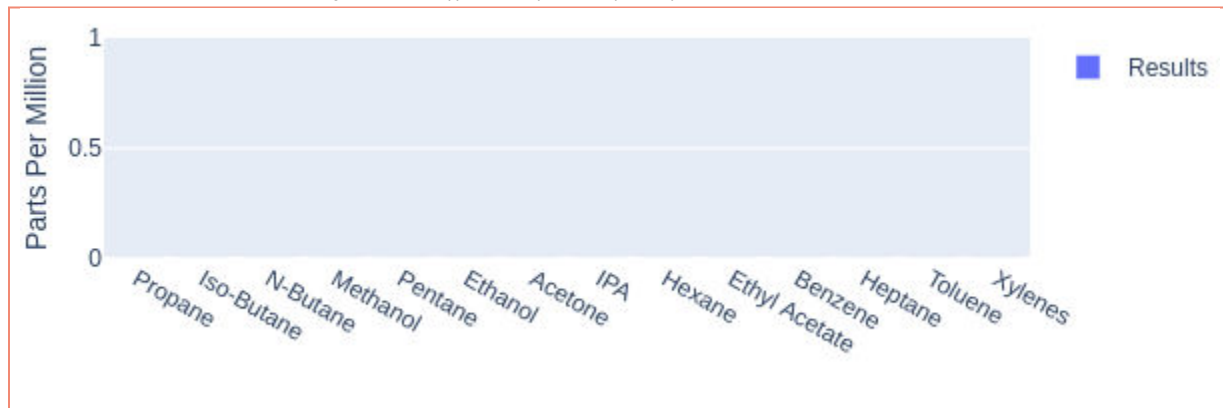 1
Results
Parts Per Million
0.5
0
Propane
Iso-Butane
N-Butane
Methanol
Pentane
Ethanol
Acetone
IPA
Hexane
Ethyl Acetate
Benzene
Heptane
Toluene
Xylenes